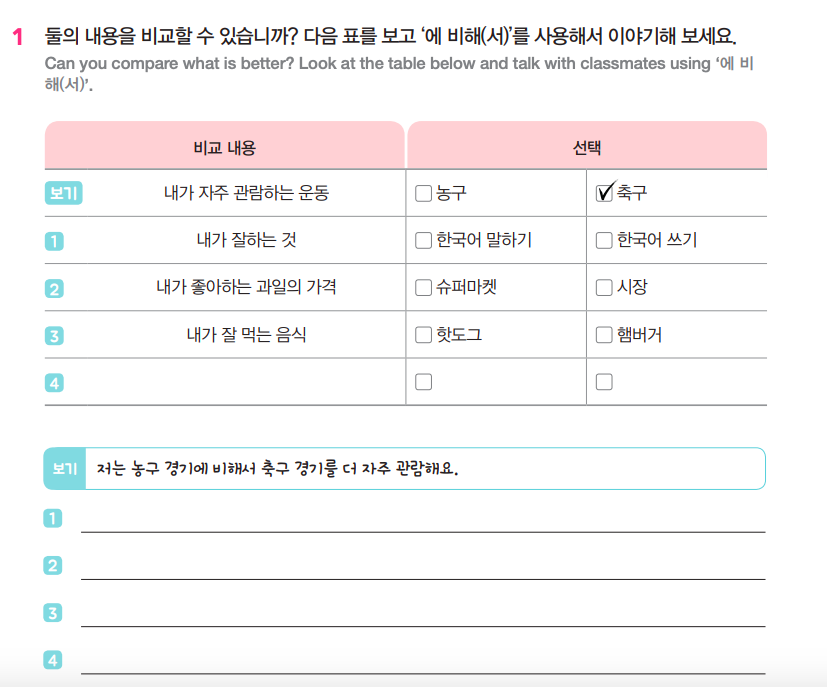 1 둘의 내용을 비교할 수 있습니까? 다음 표를 보고 ‘에 비해(서)’를 사용해서 이야기해 보세요.
Can you compare what is better? Look at the table below and talk with classmates using ‘에 비
해(서)’.
비교 내용 선택
보기 내가 자주 관람하는 운동 농구 축구
1 내가 잘하는 것 한국어 말하기 한국어 쓰기
2 내가 좋아하는 과일의 가격 슈퍼마켓 시장
3 내가 잘 먹는 음식 핫도그 햄버거
4
보기 저는 농구 경기에 비해서 축구 경기를 더 자주 관람해요.
1
2
3
4